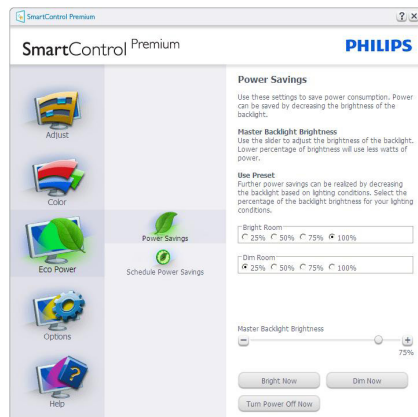 SmartControl Premium
? x
SmartControl Premium
PHILIPS
Adjust
Color
Eco Power
Options
Help
Power Savings
Schedule Power Savings
Power Savings
Use these settings to save power consumption. Power
can be saved by decreasing the brightness of the
backlight.
Master Backlight Brightness
Use the slider to adjust the brightness of the backlight.
Lower percentage of brightness will use less watts of
power.
Use Preset
Further power savings can be realized by decreasing
the backlight based on lighting conditions. Select the
percentage of the backlight brightness for your lighting
conditions.
Bright Room
25% 50% 75% 100%
Dim Room
25% 50% 75% 100%
Master Backlight Brightness
- +
75%
Bright Now Dim Now
Turn Power Off Now